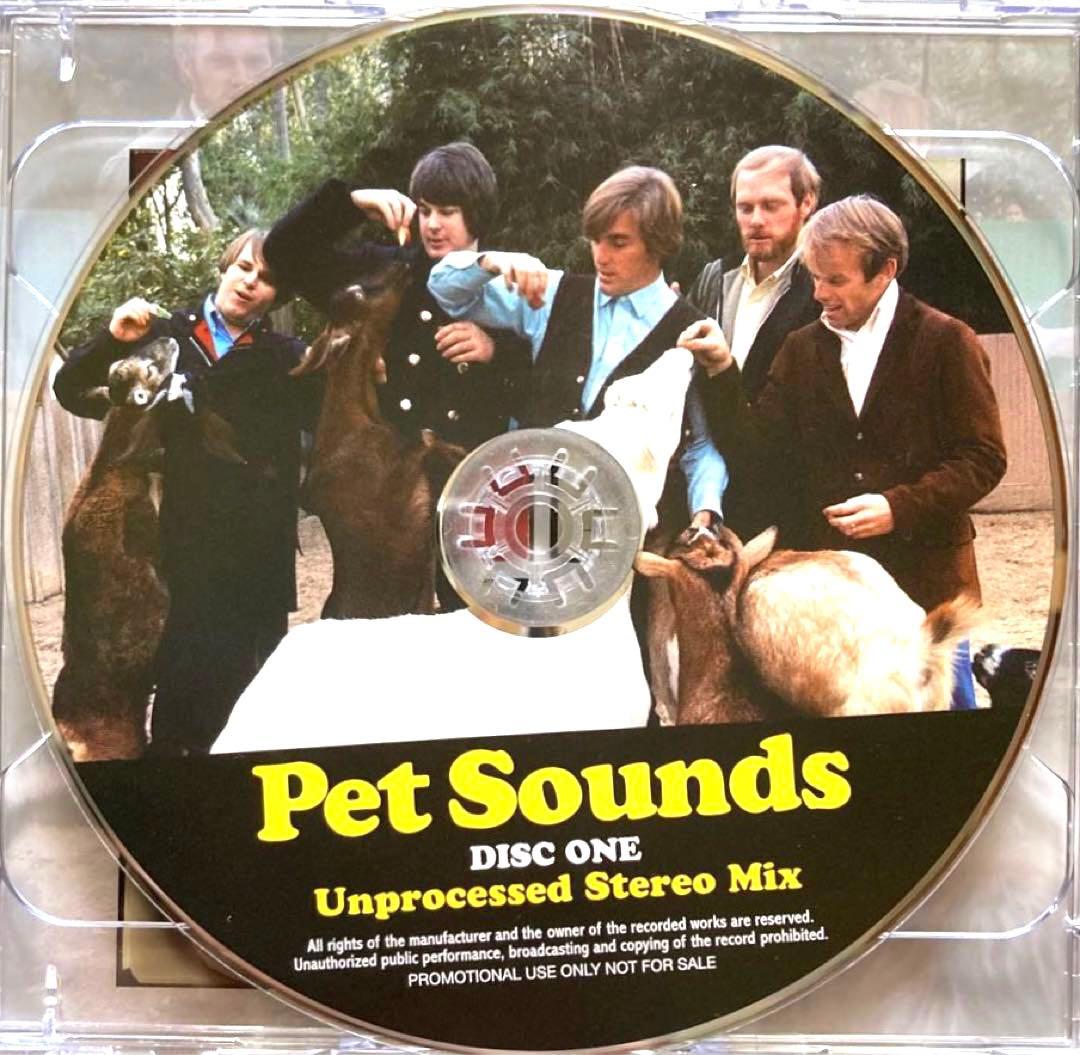 Pet Sounds
DISC ONE
Unprocessed Stereo Mix
All rights of the manufacturer and the owner of the recorded works are reserved.
Unauthorized public performance, broadcasting and copying of the record prohibited.
PROMOTIONAL USE ONLY NOT FOR SALE